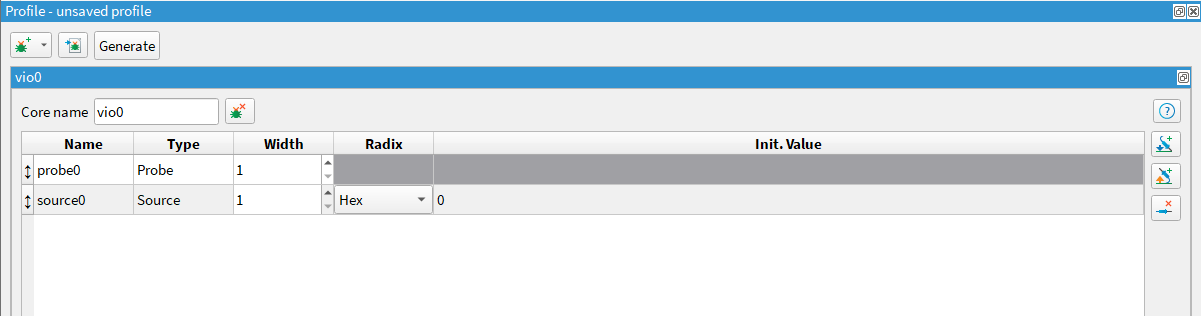 Profile - unsaved profile
Generate
vio0
Core name vio0
Name Type Width Radix Init. Value
probe0 Probe 1
source0 Source 1 Hex 0